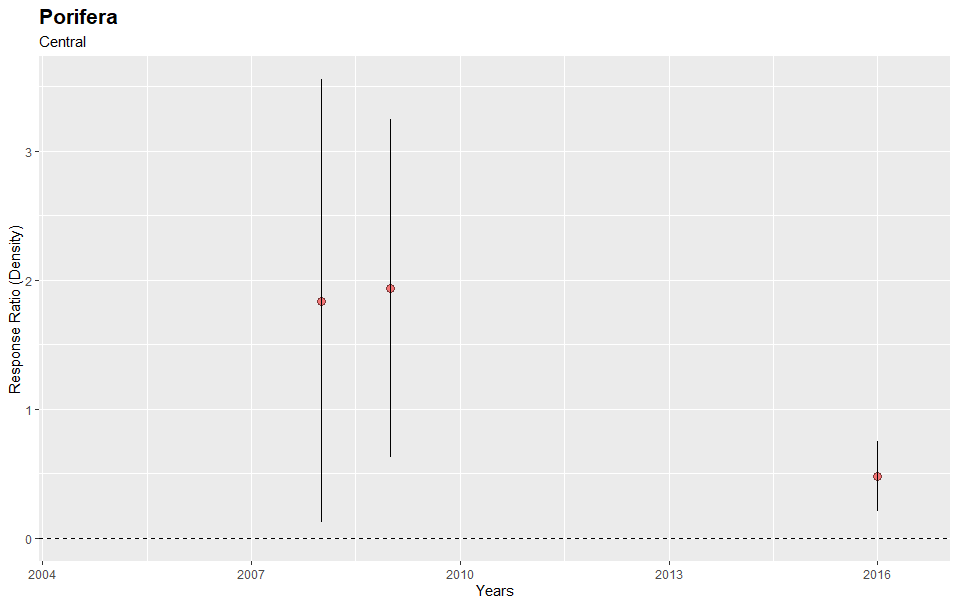 Porifera
Central
3
2
1
0
Response Ratio (Density)
2004 2007 2010 2013 2016
Years